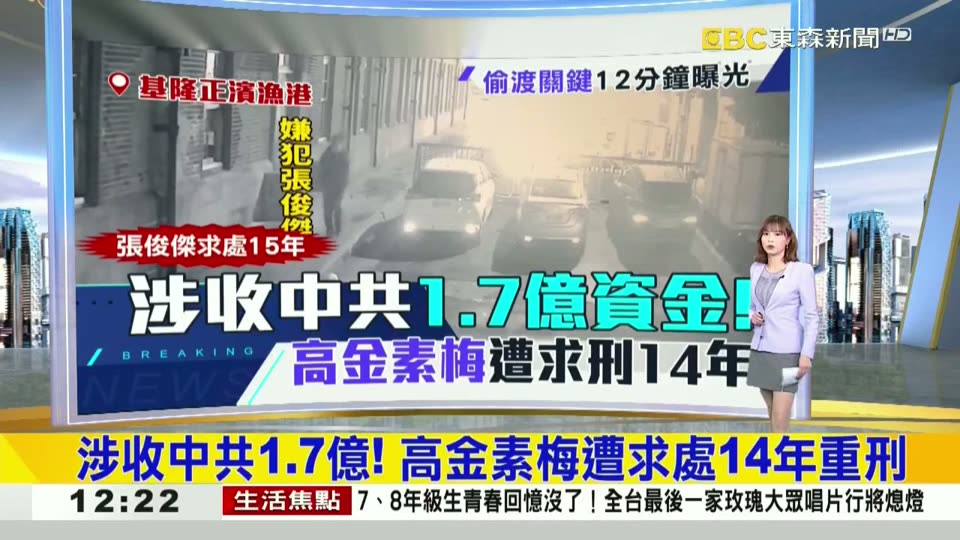 EBC東森新聞HD
基隆正濱漁港
偷渡關鍵12分鐘曝光
嫌犯張俊傑
張俊傑求處15年
涉收中共1.7億資金!
BREAKING
NEWS
高金素梅遭求刑14年
涉收中共1.7億!高金素梅遭求處14年重刑
12:22
生活焦點
7、8年級生青春回憶沒了!全台最後一家玫瑰大眾唱片行將熄燈